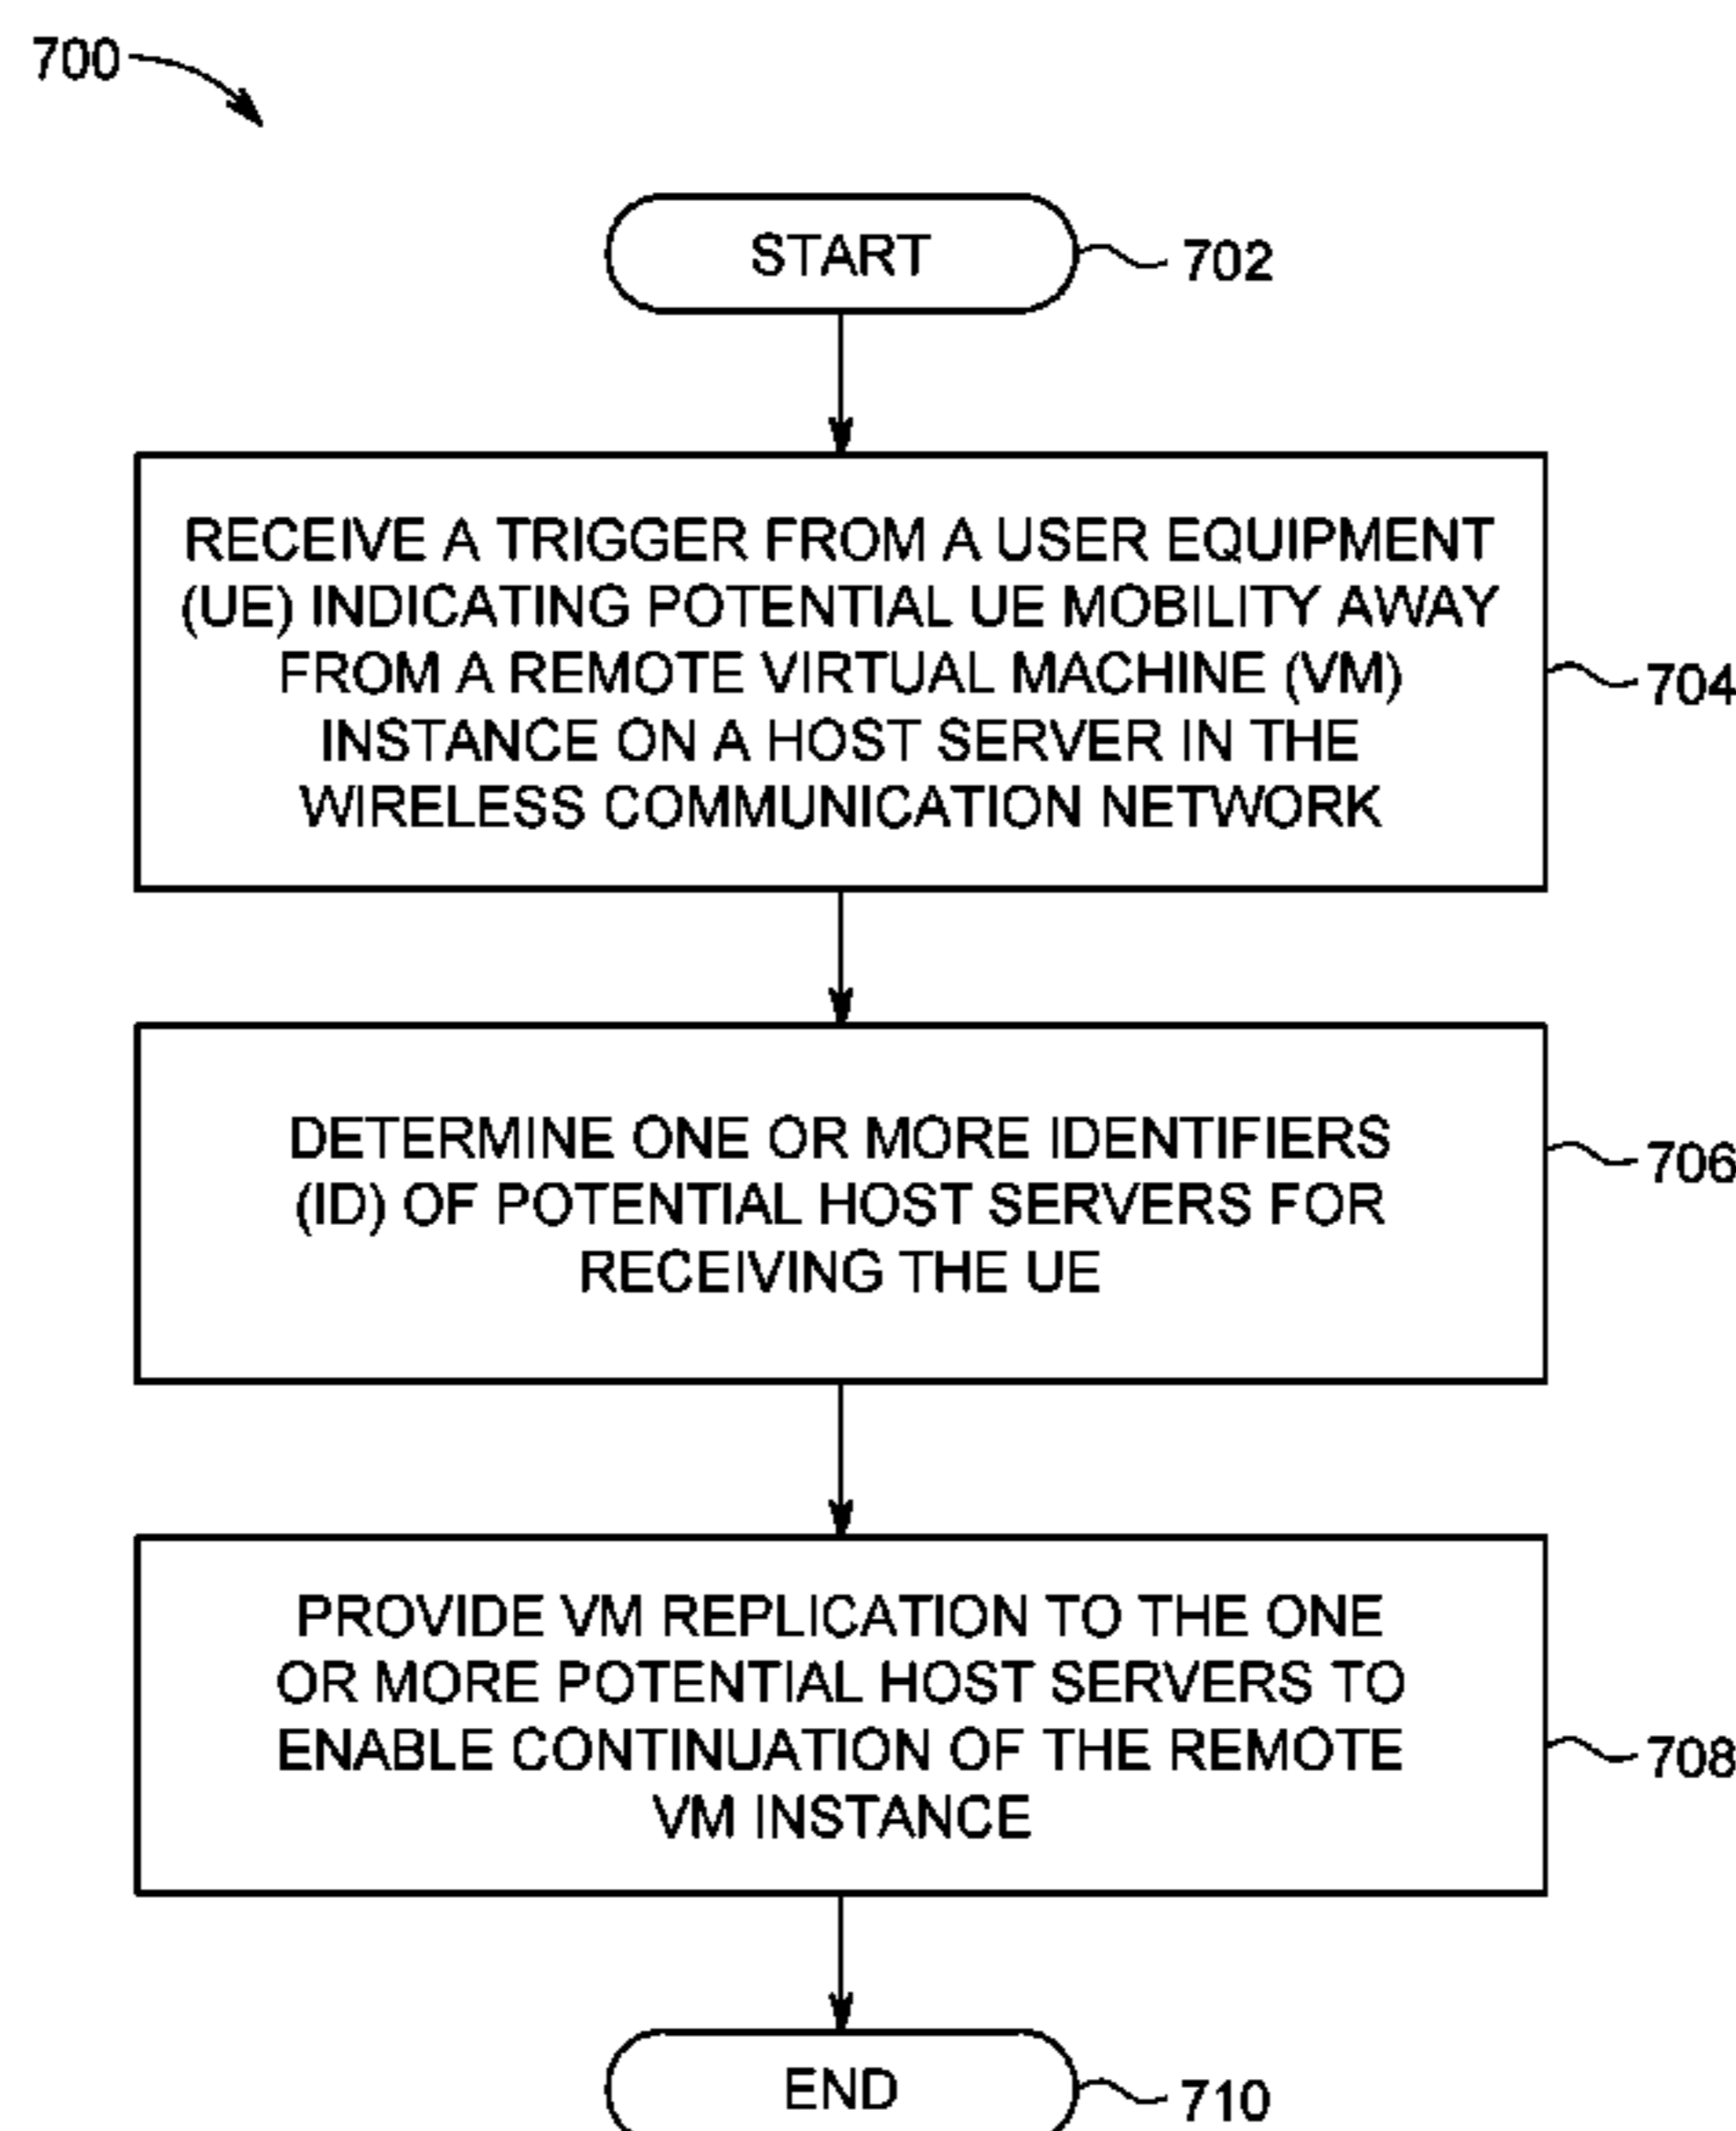 700
START
702
RECEIVE A TRIGGER FROM A USER EQUIPMENT
(UE) INDICATING POTENTIAL UE MOBILITY AWAY
FROM A REMOTE VIRTUAL MACHINE (VM)
INSTANCE ON A HOST SERVER IN THE
WIRELESS COMMUNICATION NETWORK
704
DETERMINE ONE OR MORE IDENTIFIERS
(ID) OF POTENTIAL HOST SERVERS FOR
RECEIVING THE UE
706
PROVIDE VM REPLICATION TO THE ONE
OR MORE POTENTIAL HOST SERVERS TO
ENABLE CONTINUATION OF THE REMOTE
VM INSTANCE
708
END
710